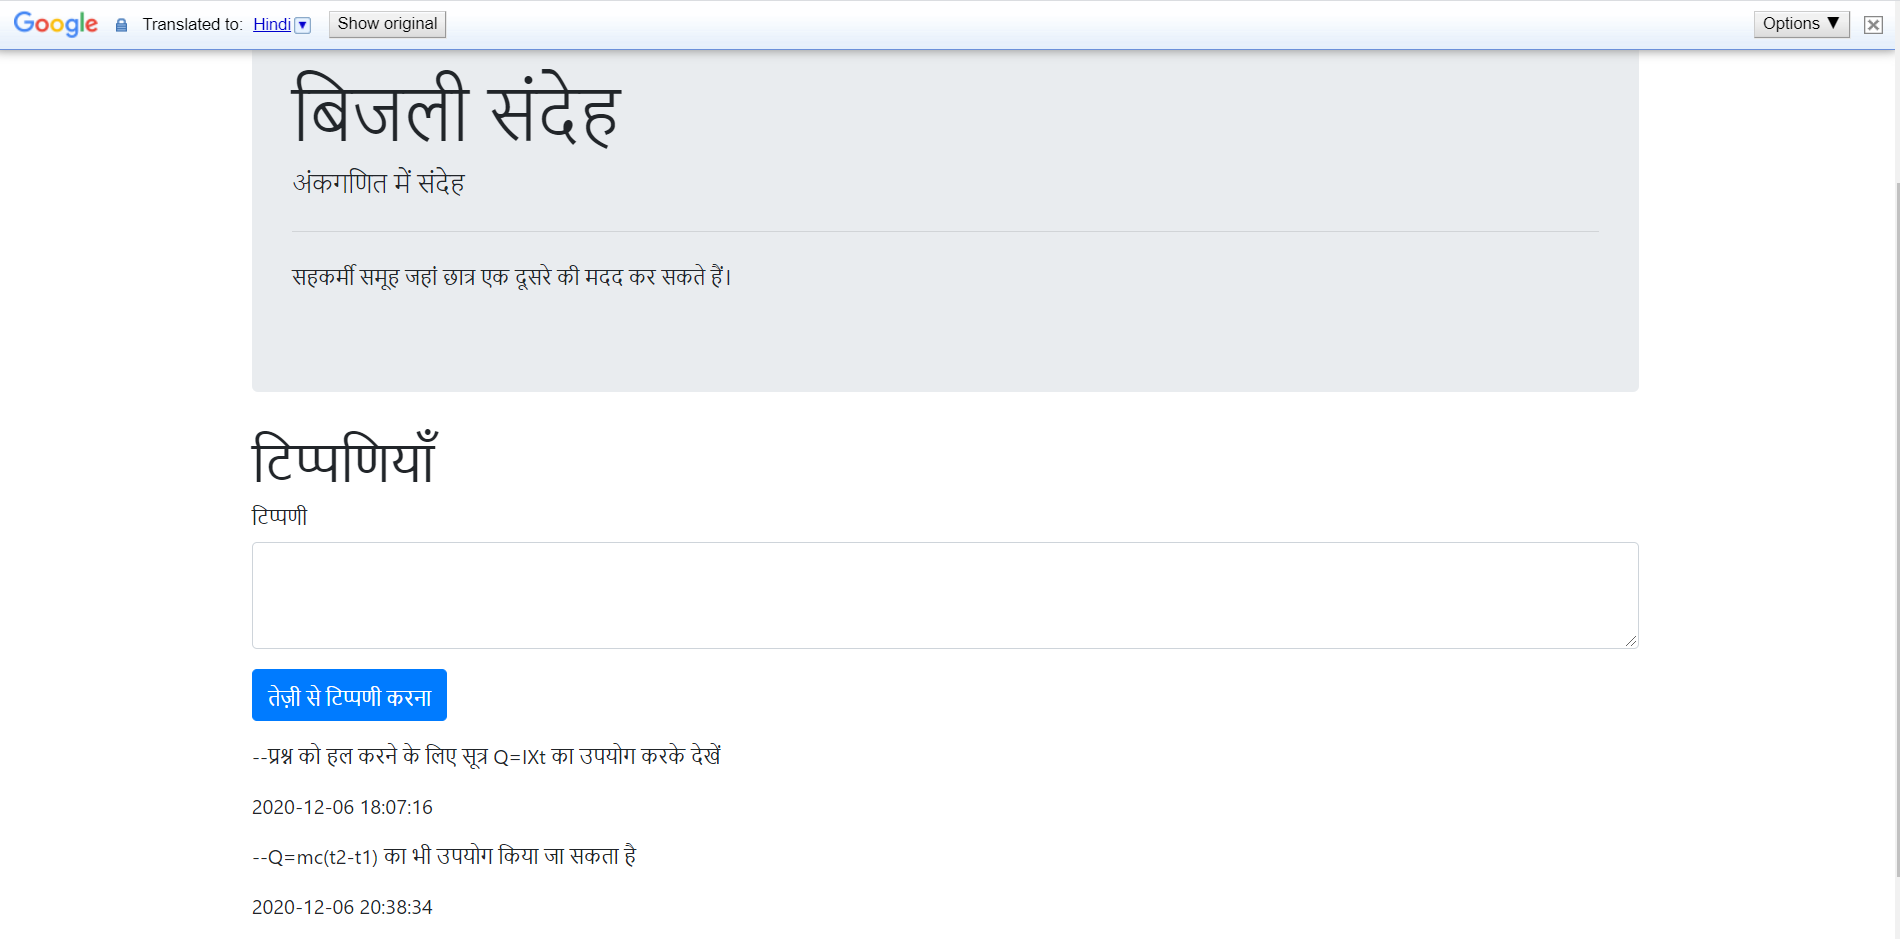 Google Translated to: Hindi ▼ Show original Options ▼
बिजली संदेह
अंकगणित में संदेह
सहकर्मी समूह जहां छात्र एक दूसरे की मदद कर सकते हैं।
टिप्पणियाँ
टिप्पणी
तेज़ी से टिप्पणी करना
--प्रश्न को हल करने के लिए सूत्र Q=IXt का उपयोग करके देखें
2020-12-06 18:07:16
--Q=mc(t2-t1) का भी उपयोग किया जा सकता है
2020-12-06 20:38:34